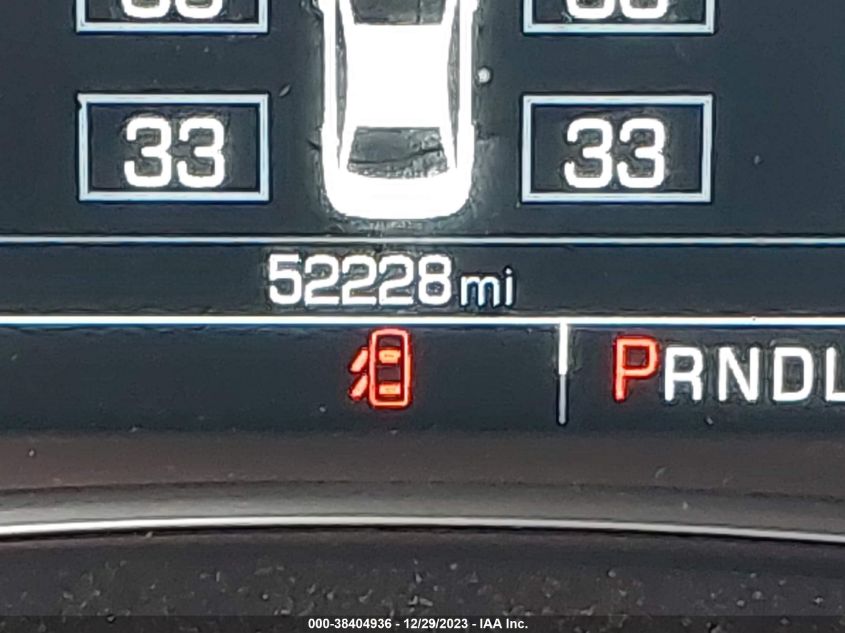 33 33
52228 mi
PRNDL
000-38404936 - 12/29/2023 - IAA Inc.